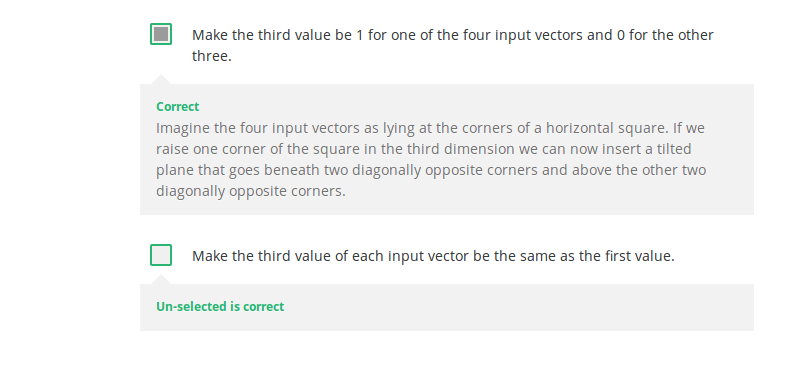 Make the third value be 1 for one of the four input vectors and 0 for the other
three.
Correct
Imagine the four input vectors as lying at the corners of a horizontal square. If we
raise one corner of the square in the third dimension we can now insert a tilted
plane that goes beneath two diagonally opposite corners and above the other two
diagonally opposite corners.
Make the third value of each input vector be the same as the first value.
Un-selected is correct